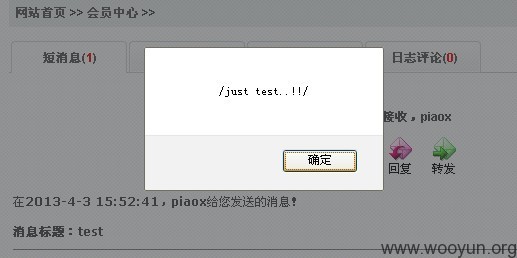 网站首页 >> 会员中心 >>
短消息(1)
日志评论(0)
/just test..!!/
接收，piaox
确定
回复
转发
在2013-4-3 15:52:41，piaox给您发送的消息！
消息标题：test
www.wooyun.org